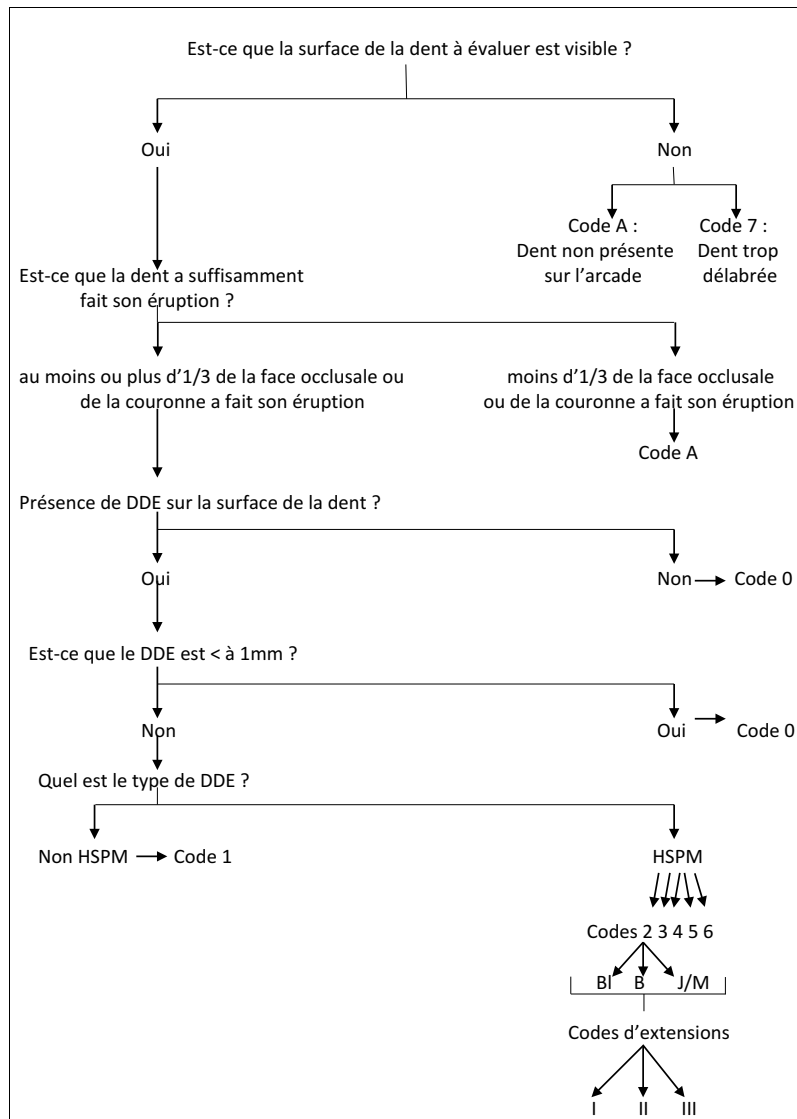 Est-ce que la surface de la dent à évaluer est visible ?
Oui
Non
Code A :
Dent non présente
sur l'arcade
Code 7 :
Dent trop
délabrée
Est-ce que la dent a suffisamment
fait son éruption ?
au moins ou plus d'1/3 de la face occlusale ou
de la couronne a fait son éruption
moins d'1/3 de la face occlusale
ou de la couronne a fait son éruption
Code A
Présence de DDE sur la surface de la dent ?
Oui
Non
Code 0
Est-ce que le DDE est < à 1mm ?
Non
Oui
Code 0
Quel est le type de DDE ?
Non HSPM
Code 1
HSPM
Codes 2 3 4 5 6
Bl B J/M
Codes d'extensions
I II III